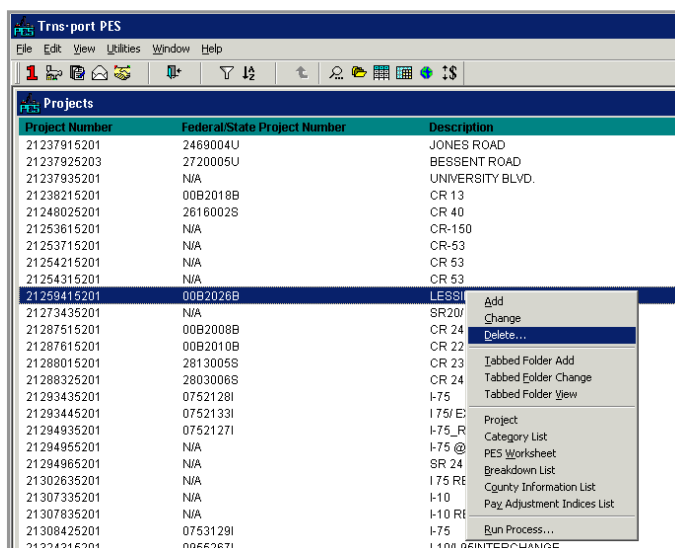 Trns·port PES
File Edit View Utilities Window Help
Projects
Project Number Federal/State Project Number Description
21237915201 2469004U JONES ROAD
21237925203 2720005U BESSENT ROAD
21237935201 N/A UNIVERSITY BLVD.
21238215201 00B2018B CR 13
21248025201 2616002S CR 40
21253615201 N/A CR-150
21253715201 N/A CR-53
21254215201 N/A CR 53
21254315201 N/A CR 53
21259415201 00B2026B
21273435201 N/A SR20/
21287515201 00B2008B CR 24
21287615201 00B2010B CR 22
21288015201 2813005S CR 23
21288325201 2803006S CR 24
21293435201 0752128I I-75
21293445201 0752133I I 75/
21294935201 0752127I I-75_R
21294955201 N/A I-75 @
21294965201 N/A SR 24
21302635201 N/A I 75 RE
21307335201 N/A I-10
21307835201 N/A I-10 RE
21308425201 0753129I I-75
21324315201 0955267I
Add
Change
Delete...
Tabbed Folder Add
Tabbed Folder Change
Tabbed Folder View
Project
Category List
PES Worksheet
Breakdown List
County Information List
Pay Adjustment Indices List
Run Process...